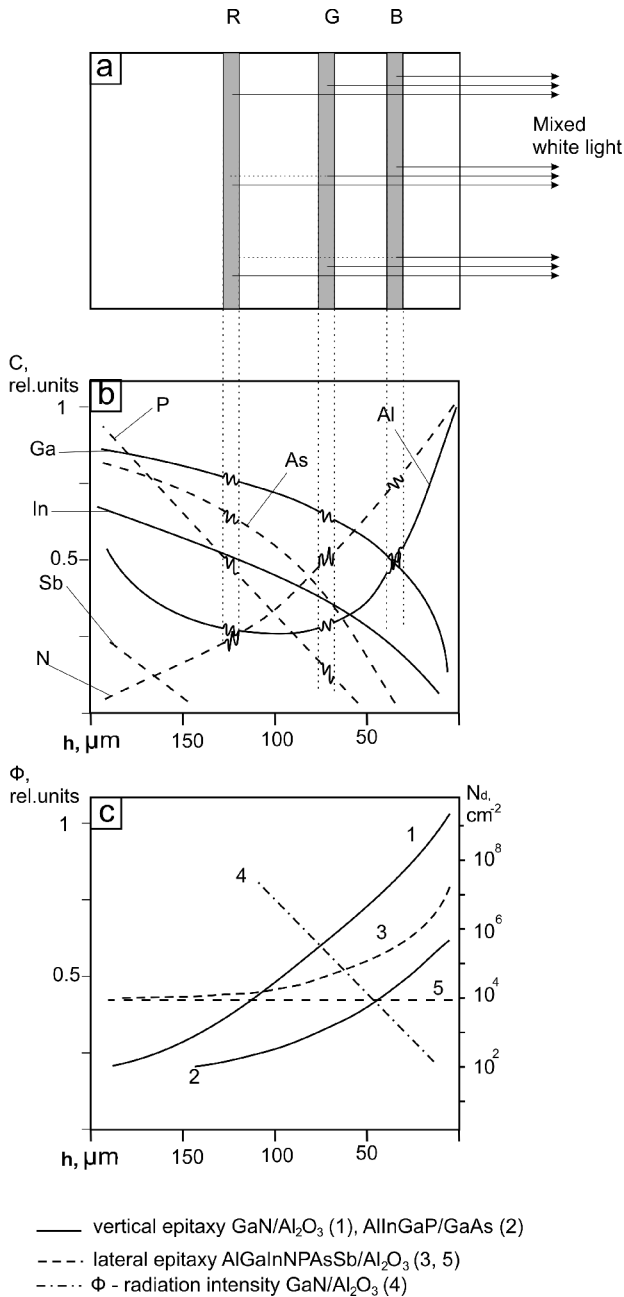 R G B
a
Mixed
white light
C,
rel.units
b
1
P
Al
Ga
As
In
0.5
Sb
N
h, μm 150 100 50
Φ,
rel.units
c
Nd,
cm-2
1
1
10^8
4
10^6
3
0.5
5
10^4
2
10^2
h, μm 150 100 50
vertical epitaxy GaN/Al₂O₃ (1), AlInGaP/GaAs (2)
lateral epitaxy AlGaInNPAsSb/Al₂O₃ (3, 5)
Φ - radiation intensity GaN/Al₂O₃ (4)